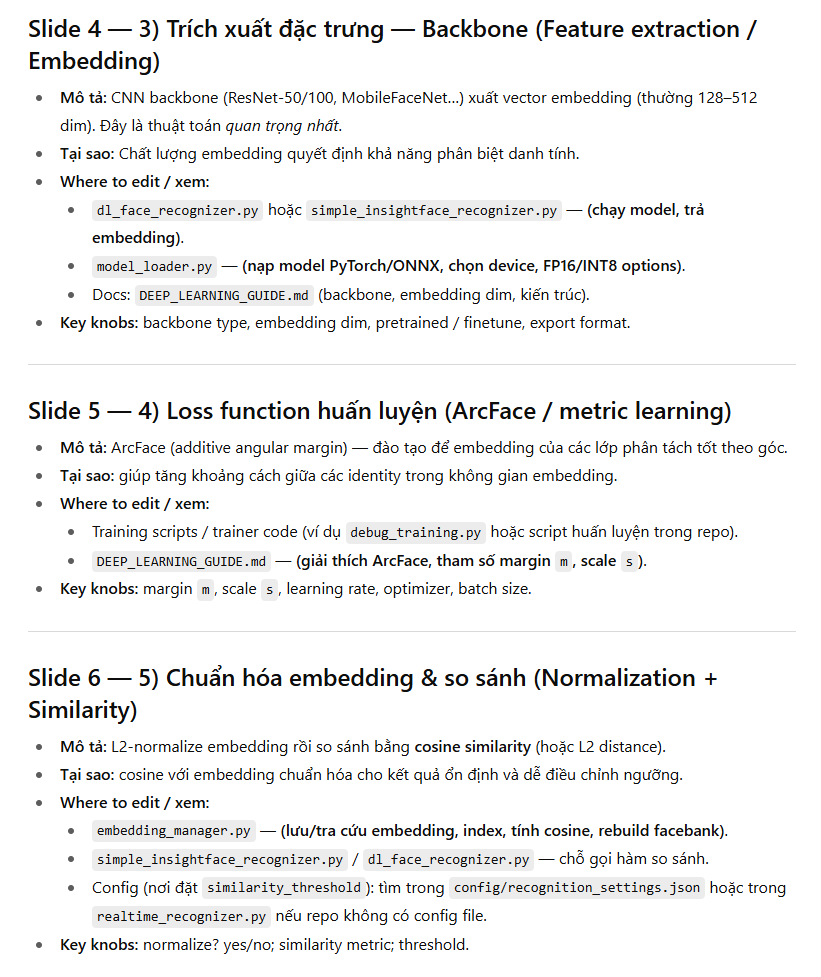 Slide 4 — 3) Trích xuất đặc trưng — Backbone (Feature extraction /
Embedding)
Mô tả: CNN backbone (ResNet-50/100, MobileFaceNet...) xuất vector embedding (thường 128–512
dim). Đây là thuật toán quan trọng nhất.
Tại sao: Chất lượng embedding quyết định khả năng phân biệt danh tính.
Where to edit / xem:
dl_face_recognizer.py hoặc simple_insightface_recognizer.py — (chạy model, trả
embedding).
model_loader.py — (nạp model PyTorch/ONNX, chọn device, FP16/INT8 options).
Docs: DEEP_LEARNING_GUIDE.md (backbone, embedding dim, kiến trúc).
Key knobs: backbone type, embedding dim, pretrained / finetune, export format.
Slide 5 — 4) Loss function huấn luyện (ArcFace / metric learning)
Mô tả: ArcFace (additive angular margin) — đào tạo để embedding của các lớp phân tách tốt theo góc.
Tại sao: giúp tăng khoảng cách giữa các identity trong không gian embedding.
Where to edit / xem:
Training scripts / trainer code (ví dụ debug_training.py hoặc script huấn luyện trong repo).
DEEP_LEARNING_GUIDE.md — (giải thích ArcFace, tham số margin m, scale s).
Key knobs: margin m, scale s, learning rate, optimizer, batch size.
Slide 6 — 5) Chuẩn hóa embedding & so sánh (Normalization +
Similarity)
Mô tả: L2-normalize embedding rồi so sánh bằng cosine similarity (hoặc L2 distance).
Tại sao: cosine với embedding chuẩn hóa cho kết quả ổn định và dễ điều chỉnh ngưỡng.
Where to edit / xem:
embedding_manager.py — (lưu/tra cứu embedding, index, tính cosine, rebuild facebank).
simple_insightface_recognizer.py / dl_face_recognizer.py — chỗ gọi hàm so sánh.
Config (nơi đặt similarity_threshold): tìm trong config/recognition_settings.json hoặc trong
realtime_recognizer.py nếu repo không có config file.
Key knobs: normalize? yes/no; similarity metric; threshold.